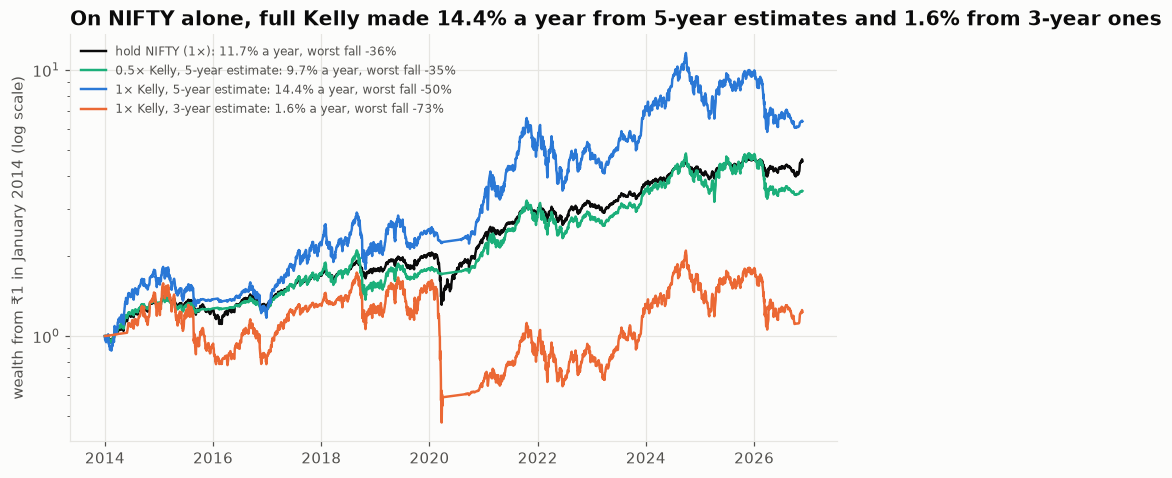 On NIFTY alone, full Kelly made 14.4% a year from 5-year estimates and 1.6% from 3-year ones
hold NIFTY (1×): 11.7% a year, worst fall -36%
0.5× Kelly, 5-year estimate: 9.7% a year, worst fall -35%
1× Kelly, 5-year estimate: 14.4% a year, worst fall -50%
1× Kelly, 3-year estimate: 1.6% a year, worst fall -73%
wealth from ₹1 in January 2014 (log scale)
10¹
10⁰
2014 2016 2018 2020 2022 2024 2026